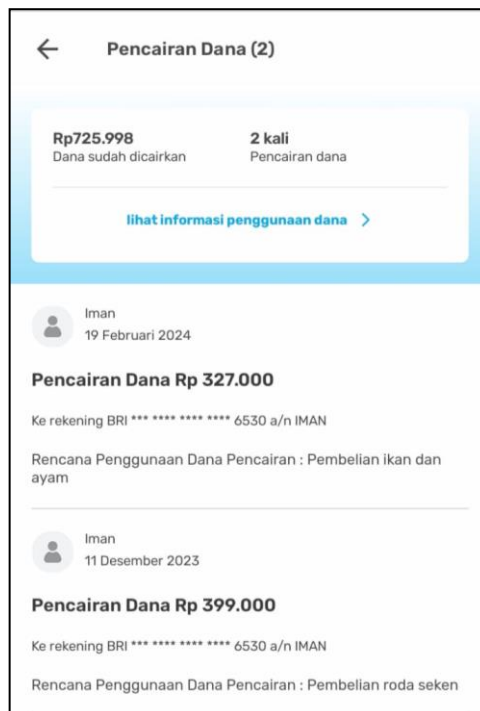 Pencairan Dana (2)
Rp725.998 2 kali
Dana sudah dicairkan Pencairan dana
lihat informasi penggunaan dana
Iman
19 Februari 2024
Pencairan Dana Rp 327.000
Ke rekening BRI *** **** **** **** 6530 a/n IMAN
Rencana Penggunaan Dana Pencairan : Pembelian ikan dan
ayam
Iman
11 Desember 2023
Pencairan Dana Rp 399.000
Ke rekening BRI *** **** **** **** 6530 a/n IMAN
Rencana Penggunaan Dana Pencairan : Pembelian roda seken